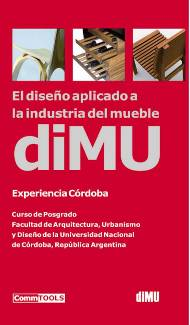 El diseño aplicado a
la industria del mueble
diMU
Experiencia Córdoba
Curso de Posgrado
Facultad de Arquitectura, Urbanismo
y Diseño de la Universidad Nacional
de Córdoba, República Argentina
CommTOOLS
diMU